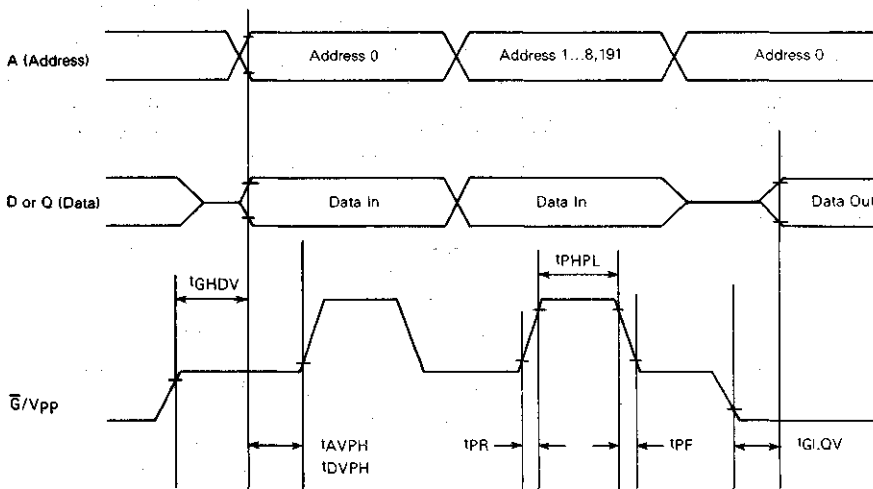 A (Address)
Address 0
Address 1...8,191
Address 0
D or Q (Data)
Data In
Data In
Data Out
tGHDV
tPHPL
G̅/VPP
tAVPH
tDVPH
tPR
tPF
tGLQV